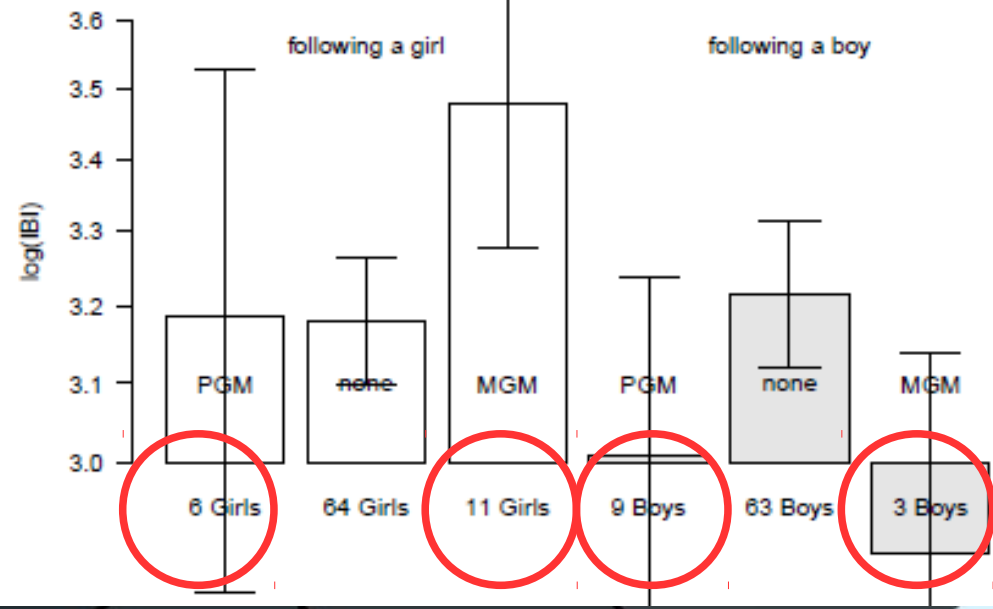 3.6
following a girl
following a boy
3.5
3.4
3.3
log(IBI)
3.2
3.1
PGM
none
MGM
PGM
none
MGM
3.0
6 Girls
64 Girls
11 Girls
9 Boys
63 Boys
3 Boys